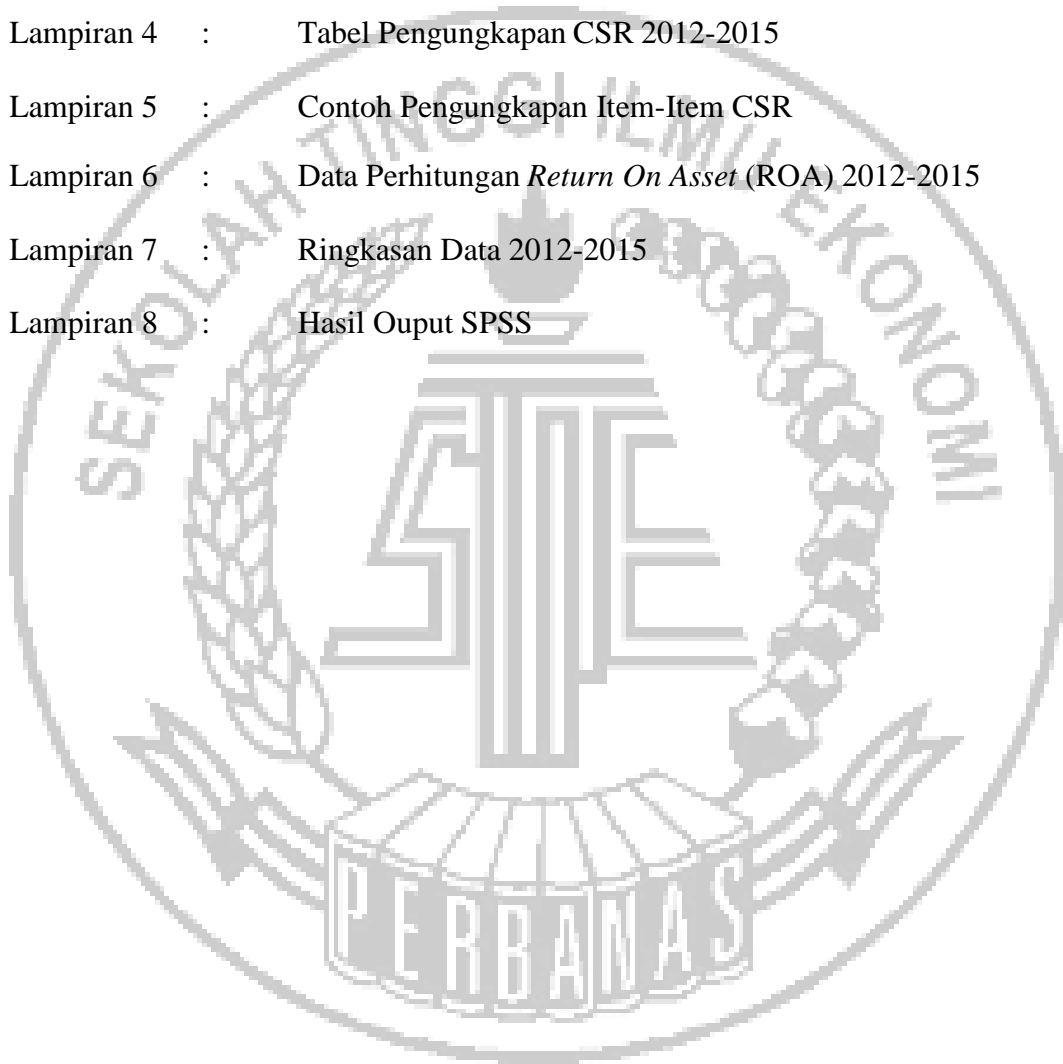 Lampiran 4 : Tabel Pengungkapan CSR 2012-2015
Lampiran 5 : Contoh Pengungkapan Item-Item CSR
Lampiran 6 : Data Perhitungan Return On Asset (ROA) 2012-2015
Lampiran 7 : Ringkasan Data 2012-2015
Lampiran 8 : Hasil Ouput SPSS
SEKOLAH TINGGI ILMU EKONOMI
STIE
PERBANAS